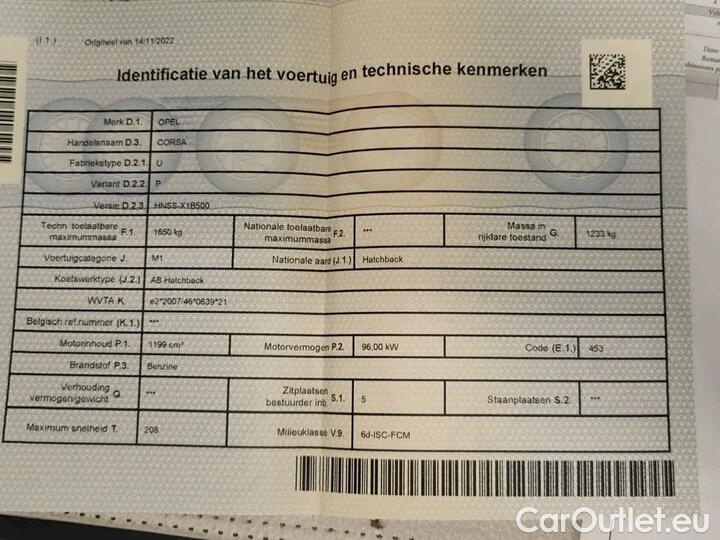 (I 1.) Origineel van 14/11/2022
Identificatie van het voertuig en technische kenmerken
Merk D.1. OPEL
Handelsnaam D.3. CORSA
Fabriekstype D.2.1. U
Variant D.2.2. P
Versie D.2.3. HNSS-X1B500
Techn. toelaatbare maximummassa F.1. 1650 kg Nationale toelaatbare maximummassa F.2. *** Massa in rijklare toestand G. 1233 kg
Voertuigcategorie J. M1 Nationale aard (J.1.) Hatchback
Koetswerktype (J.2.) AB Hatchback
WVTA K. e2*2007/46*0639*21
Belgisch ref.nummer (K.1.) ***
Motorinhoud P.1. 1199 cm³ Motorvermogen P.2. 96,00 kW Code (E.1.) 453
Brandstof P.3. Benzine
Verhouding vermogen/gewicht Q. *** Zitplaatsen bestuurder inb. S.1. 5 Staanplaatsen S.2. ***
Maximum snelheid T. 208 Milieuklasse V.9. 6d-ISC-FCM
CarOutlet.eu